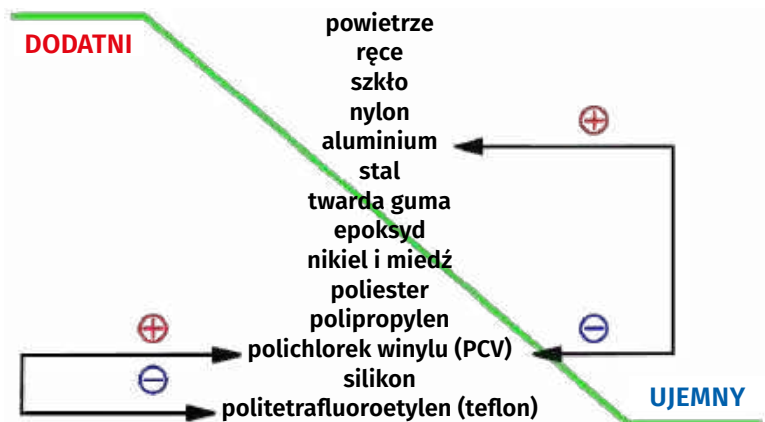 DODATNI
powietrze
ręce
szkło
nylon
aluminium
stal
twarda guma
epoksyd
nikiel i miedź
poliester
polipropylen
polichlorek winylu (PCV)
silikon
politetrafluoroetylen (teflon)
UJEMNY